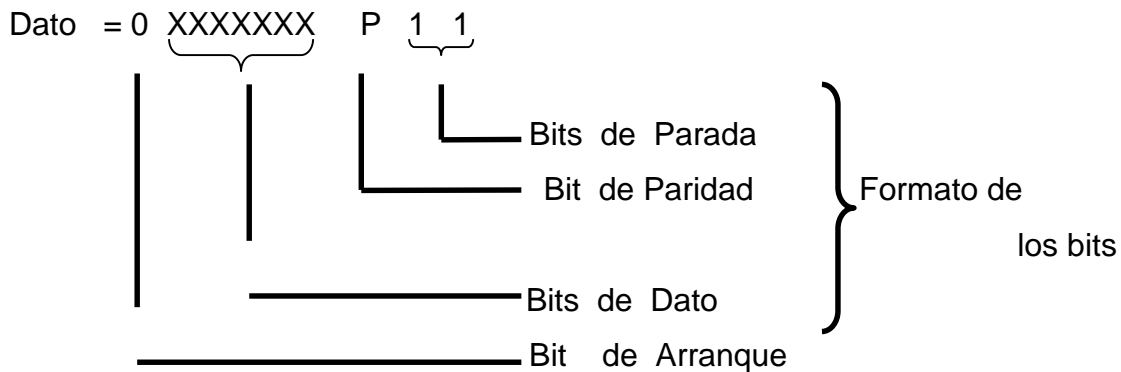 Dato = 0 XXXXXXX P 1 1
Bits de Parada
Bit de Paridad
Formato de
los bits
Bits de Dato
Bit de Arranque